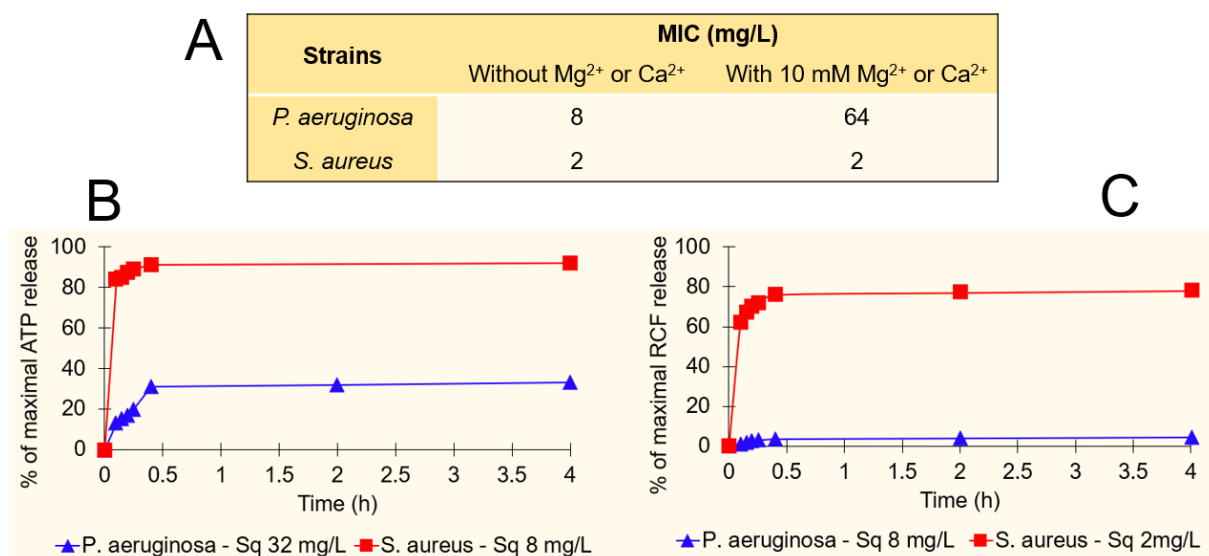 A
Strains
MIC (mg/L)
Without Mg²⁺ or Ca²⁺ With 10 mM Mg²⁺ or Ca²⁺
P. aeruginosa 8 64
S. aureus 2 2
B
% of maximal ATP release
100
80
60
40
20
0
0 0.5 1 1.5 2 2.5 3 3.5 4
Time (h)
P. aeruginosa - Sq 32 mg/L S. aureus - Sq 8 mg/L
C
% of maximal RCF release
100
80
60
40
20
0
0 0.5 1 1.5 2 2.5 3 3.5 4
Time (h)
P. aeruginosa - Sq 8 mg/L S. aureus - Sq 2mg/L